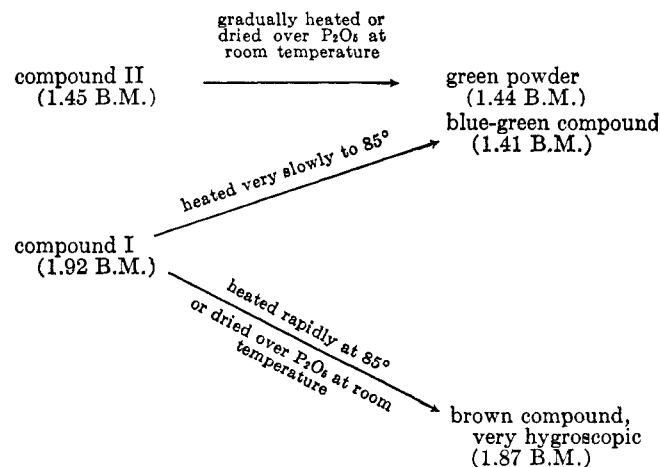 gradually heated or
dried over P₂O₅ at
room temperature
compound II
(1.45 B.M.)
green powder
(1.44 B.M.)
blue-green compound
(1.41 B.M.)
heated very slowly to 85°
compound I
(1.92 B.M.)
heated rapidly at 85°
or dried over P₂O₅ at room
temperature
brown compound,
very hygroscopic
(1.87 B.M.)